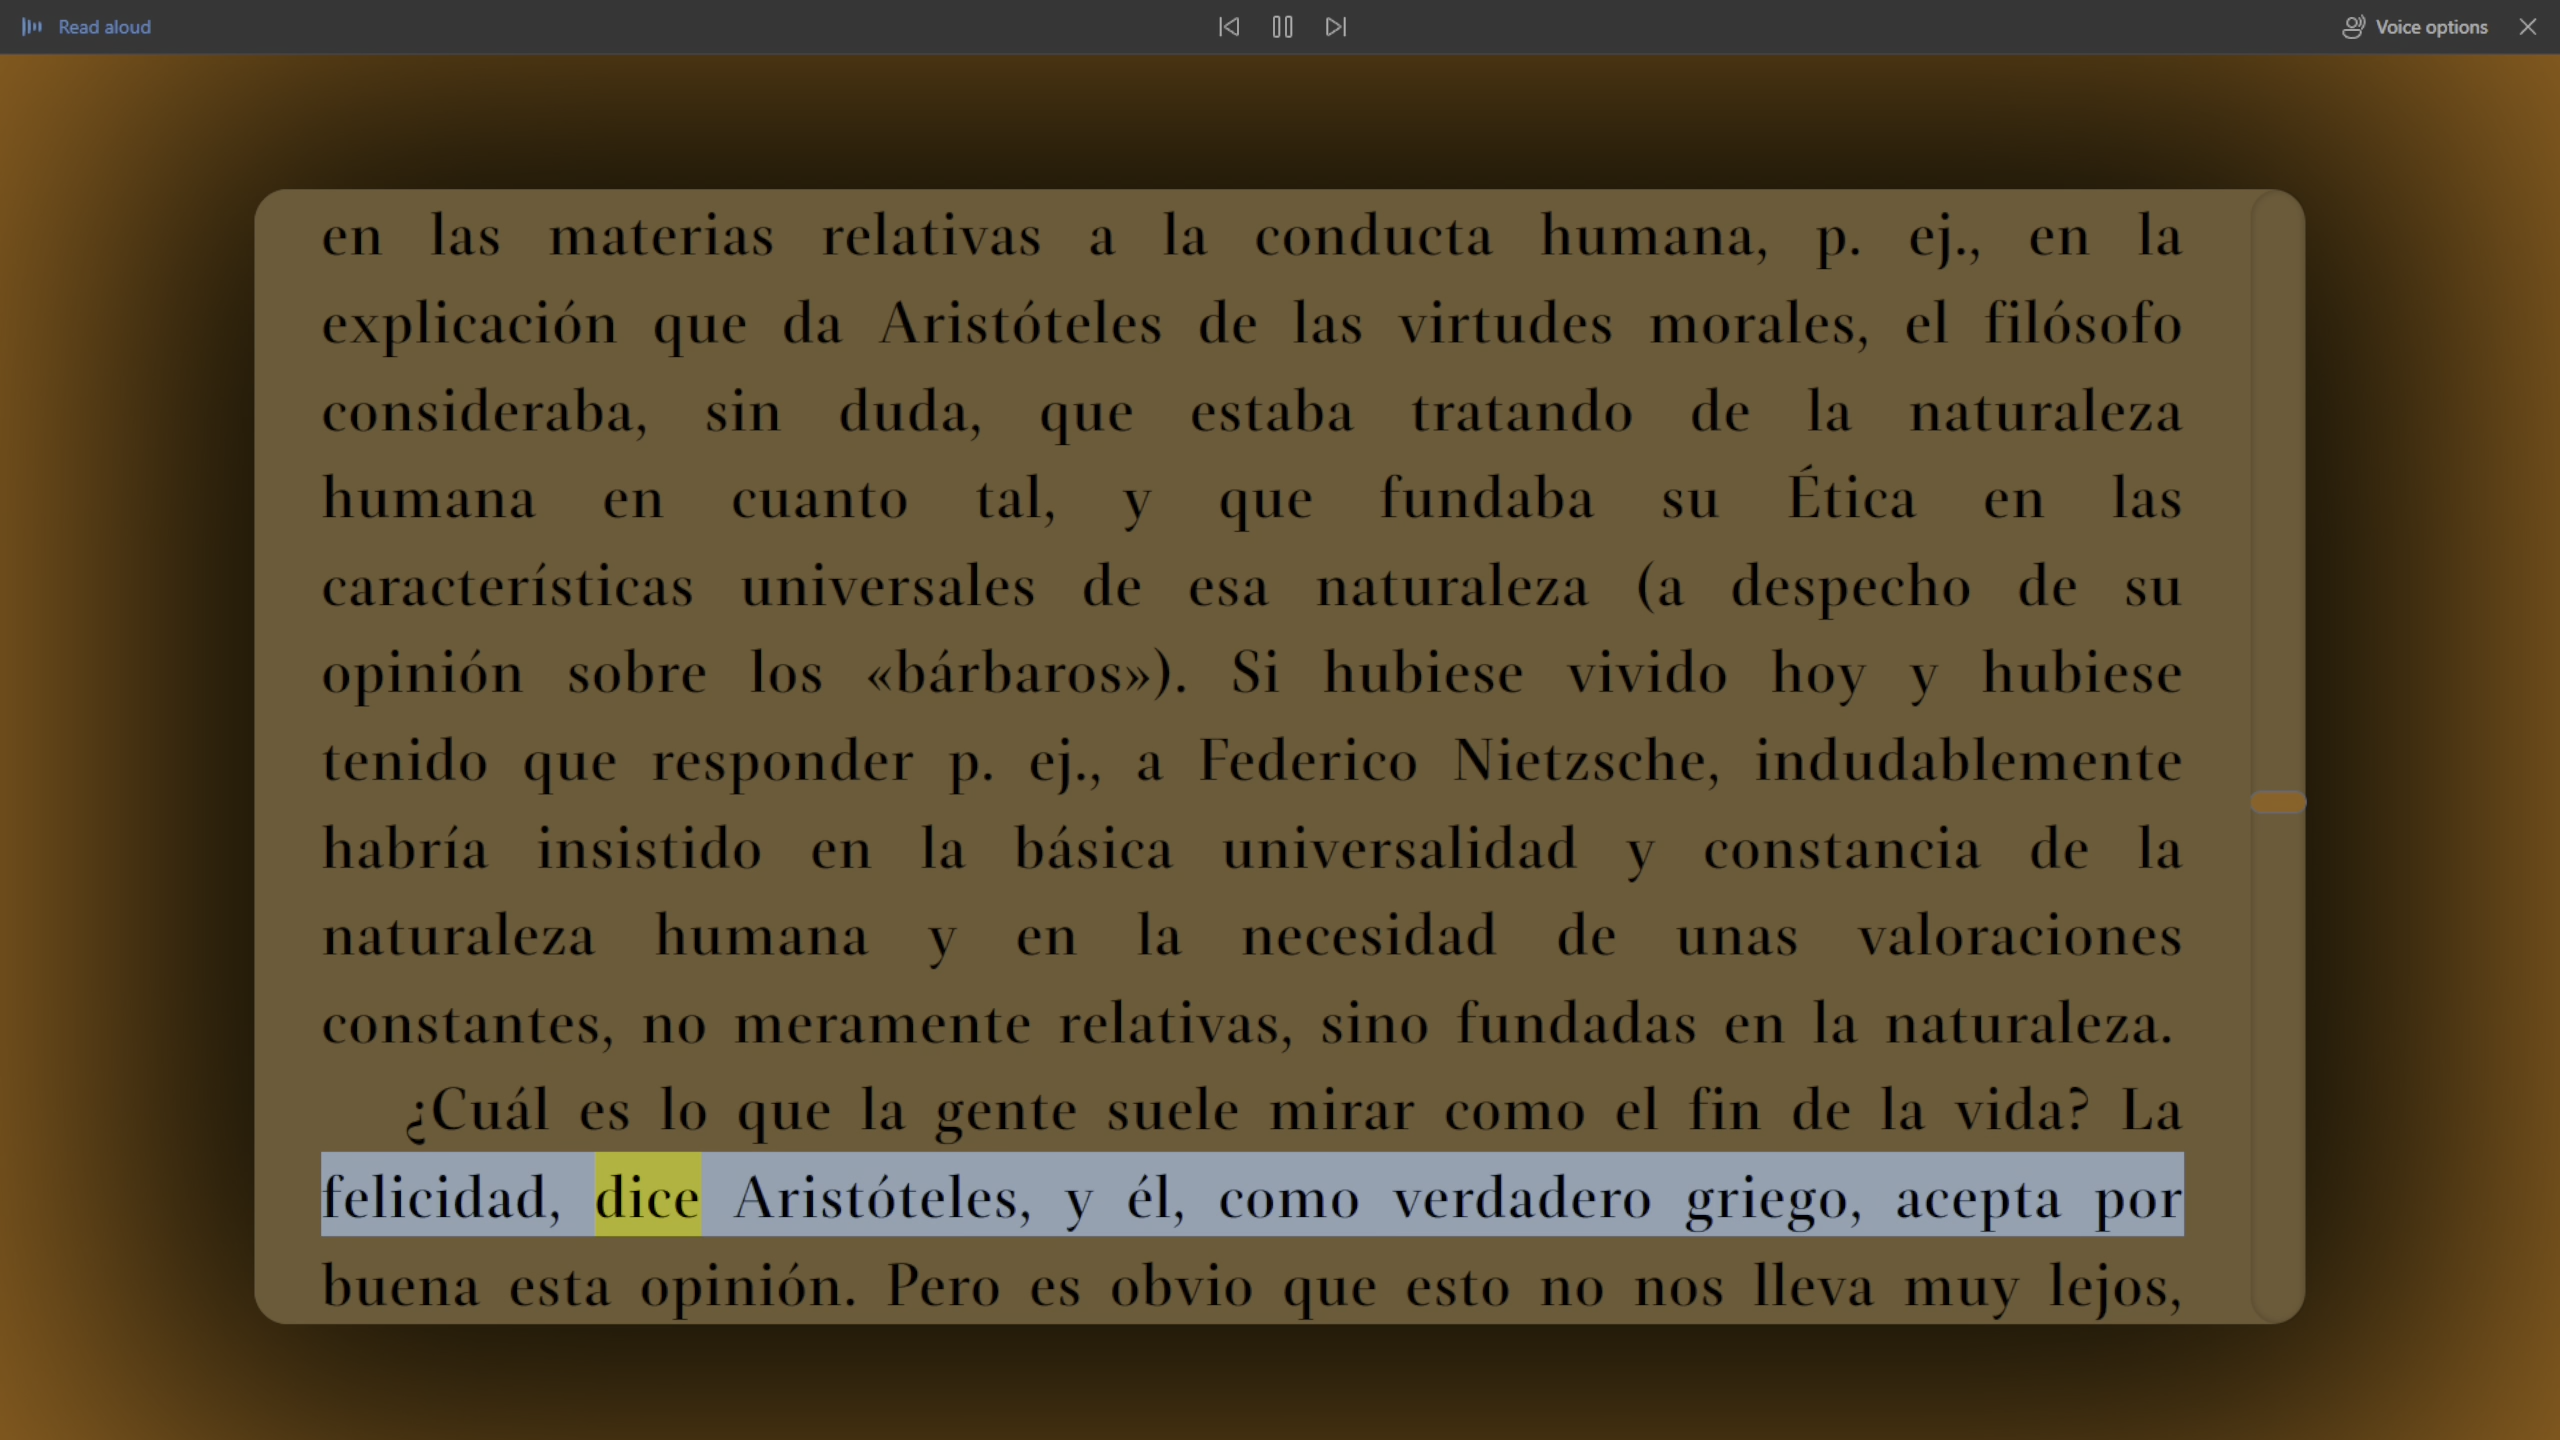 Read aloud
Voice options
en las materias relativas a la conducta humana, p. ej., en la
explicación que da Aristóteles de las virtudes morales, el filósofo
consideraba, sin duda, que estaba tratando de la naturaleza
humana en cuanto tal, y que fundaba su Ética en las
características universales de esa naturaleza (a despecho de su
opinión sobre los «bárbaros»). Si hubiese vivido hoy y hubiese
tenido que responder p. ej., a Federico Nietzsche, indudablemente
habría insistido en la básica universalidad y constancia de la
naturaleza humana y en la necesidad de unas valoraciones
constantes, no meramente relativas, sino fundadas en la naturaleza.
¿Cuál es lo que la gente suele mirar como el fin de la vida? La
felicidad, dice Aristóteles, y él, como verdadero griego, acepta por
buena esta opinión. Pero es obvio que esto no nos lleva muy lejos,